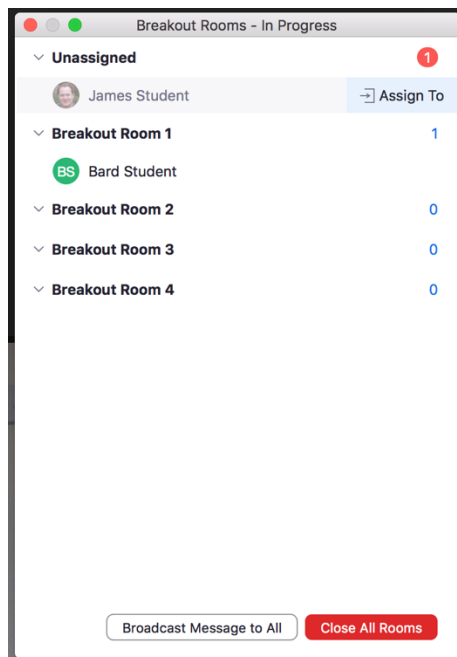 Breakout Rooms - In Progress
Unassigned 1
James Student Assign To
Breakout Room 1 1
BS Bard Student
Breakout Room 2 0
Breakout Room 3 0
Breakout Room 4 0
Broadcast Message to All Close All Rooms